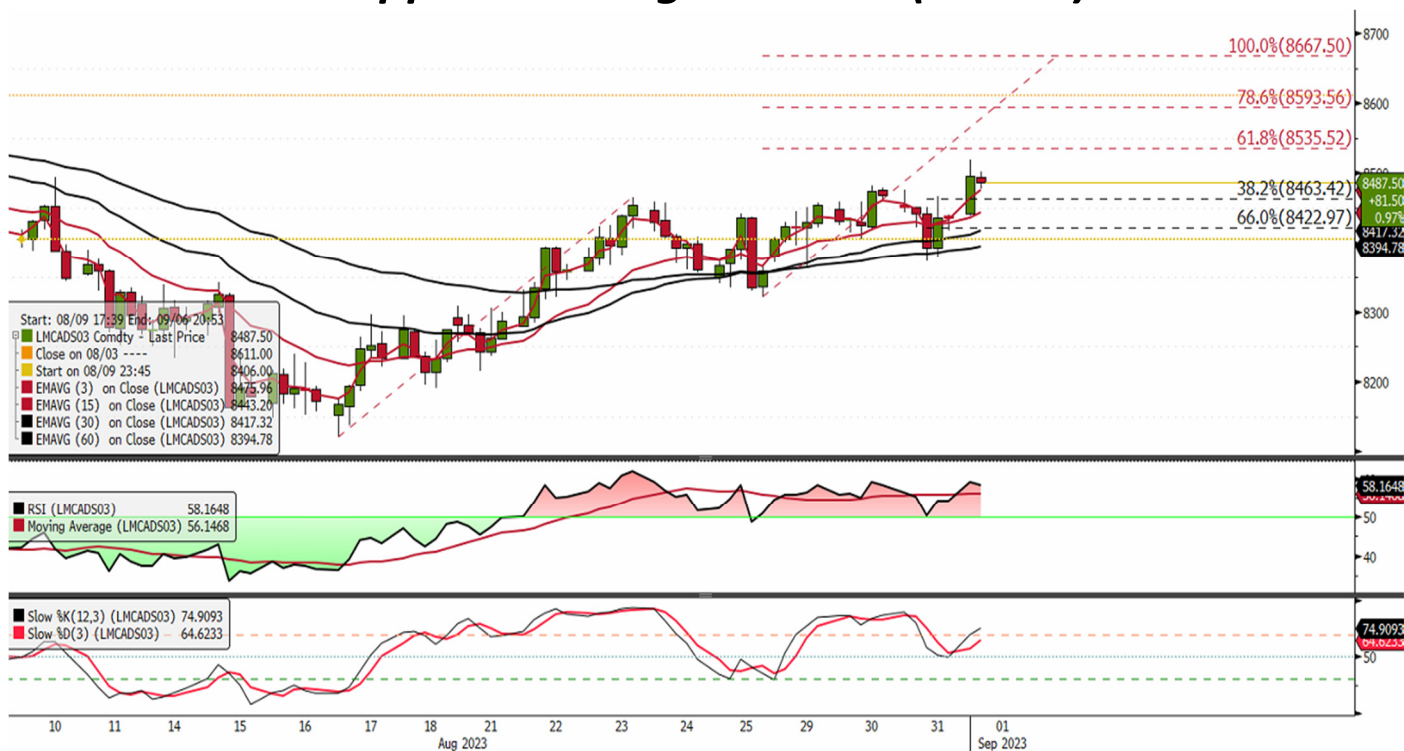 100.0%(8667.50)
78.6%(8593.56)
61.8%(8535.52)
38.2%(8463.42)
66.0%(8422.97)
8700
8600
8500
8487.50
+81.50
0.97%
8417.32
8394.78
8300
8200
Start: 08/09 17:39 End: 09/06 20:53
LMCADS03 Comdty - Last Price 8487.50
Close on 08/03 ---- 8611.00
Start on 08/09 23:45 8406.00
EMAVG (3) on Close (LMCADS03) 8475.96
EMAVG (15) on Close (LMCADS03) 8443.20
EMAVG (30) on Close (LMCADS03) 8417.32
EMAVG (60) on Close (LMCADS03) 8394.78
RSI (LMCADS03) 58.1648
Moving Average (LMCADS03) 56.1468
58.1648
56.1468
50
40
Slow %K(12,3) (LMCADS03) 74.9093
Slow %D(3) (LMCADS03) 64.6233
74.9093
64.6233
50
10 11 14 15 16 17 18 21 22 23 24 25 29 30 31 01
Aug 2023 Sep 2023